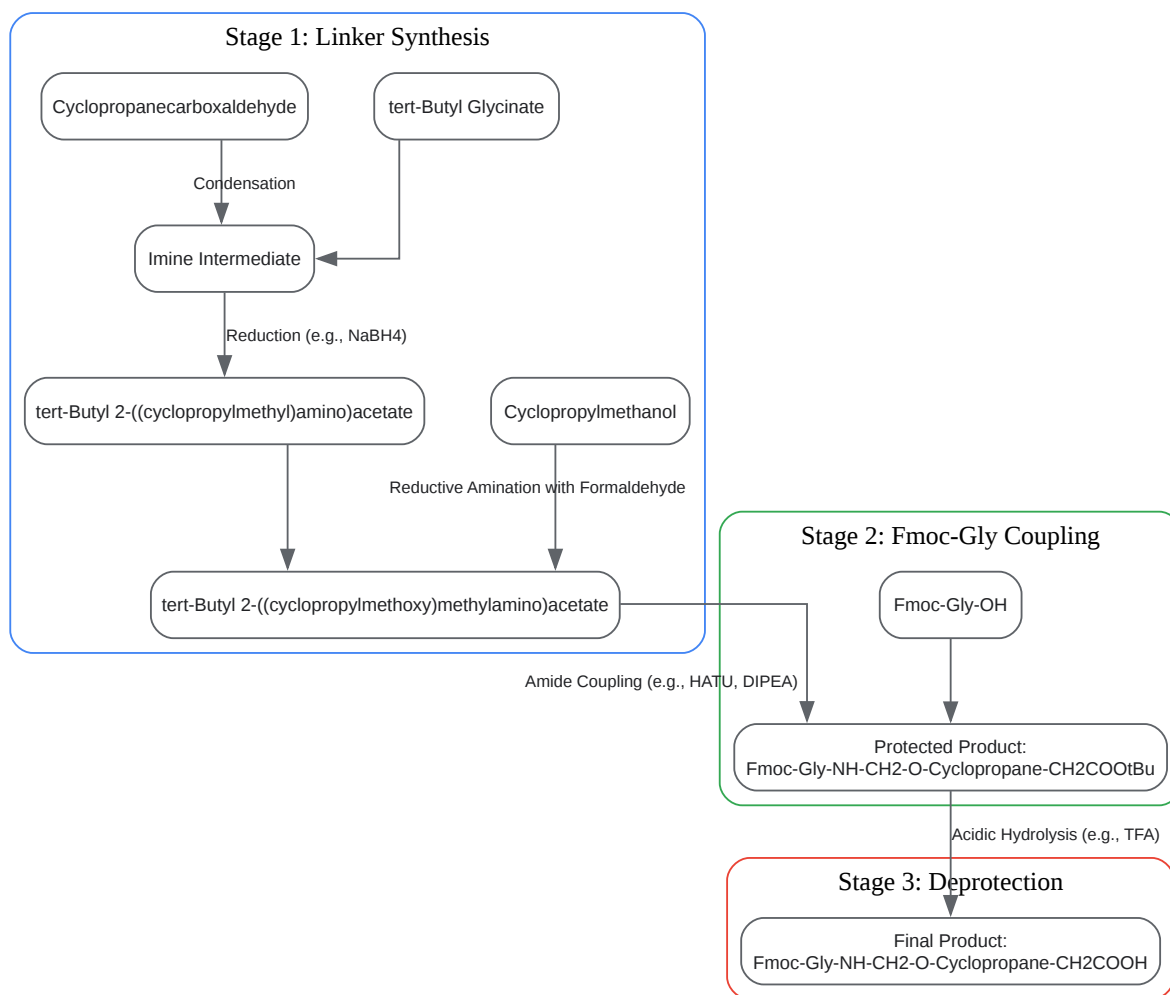 Stage 1: Linker Synthesis
Cyclopropanecarboxaldehyde
tert-Butyl Glycinate
Condensation
Imine Intermediate
Reduction (e.g., NaBH4)
tert-Butyl 2-((cyclopropylmethyl)amino)acetate
Cyclopropylmethanol
Reductive Amination with Formaldehyde
tert-Butyl 2-((cyclopropylmethoxy)methylamino)acetate
Stage 2: Fmoc-Gly Coupling
Fmoc-Gly-OH
Amide Coupling (e.g., HATU, DIPEA)
Protected Product:
Fmoc-Gly-NH-CH2-O-Cyclopropane-CH2COOtBu
Acidic Hydrolysis (e.g., TFA)
Stage 3: Deprotection
Final Product:
Fmoc-Gly-NH-CH2-O-Cyclopropane-CH2COOH